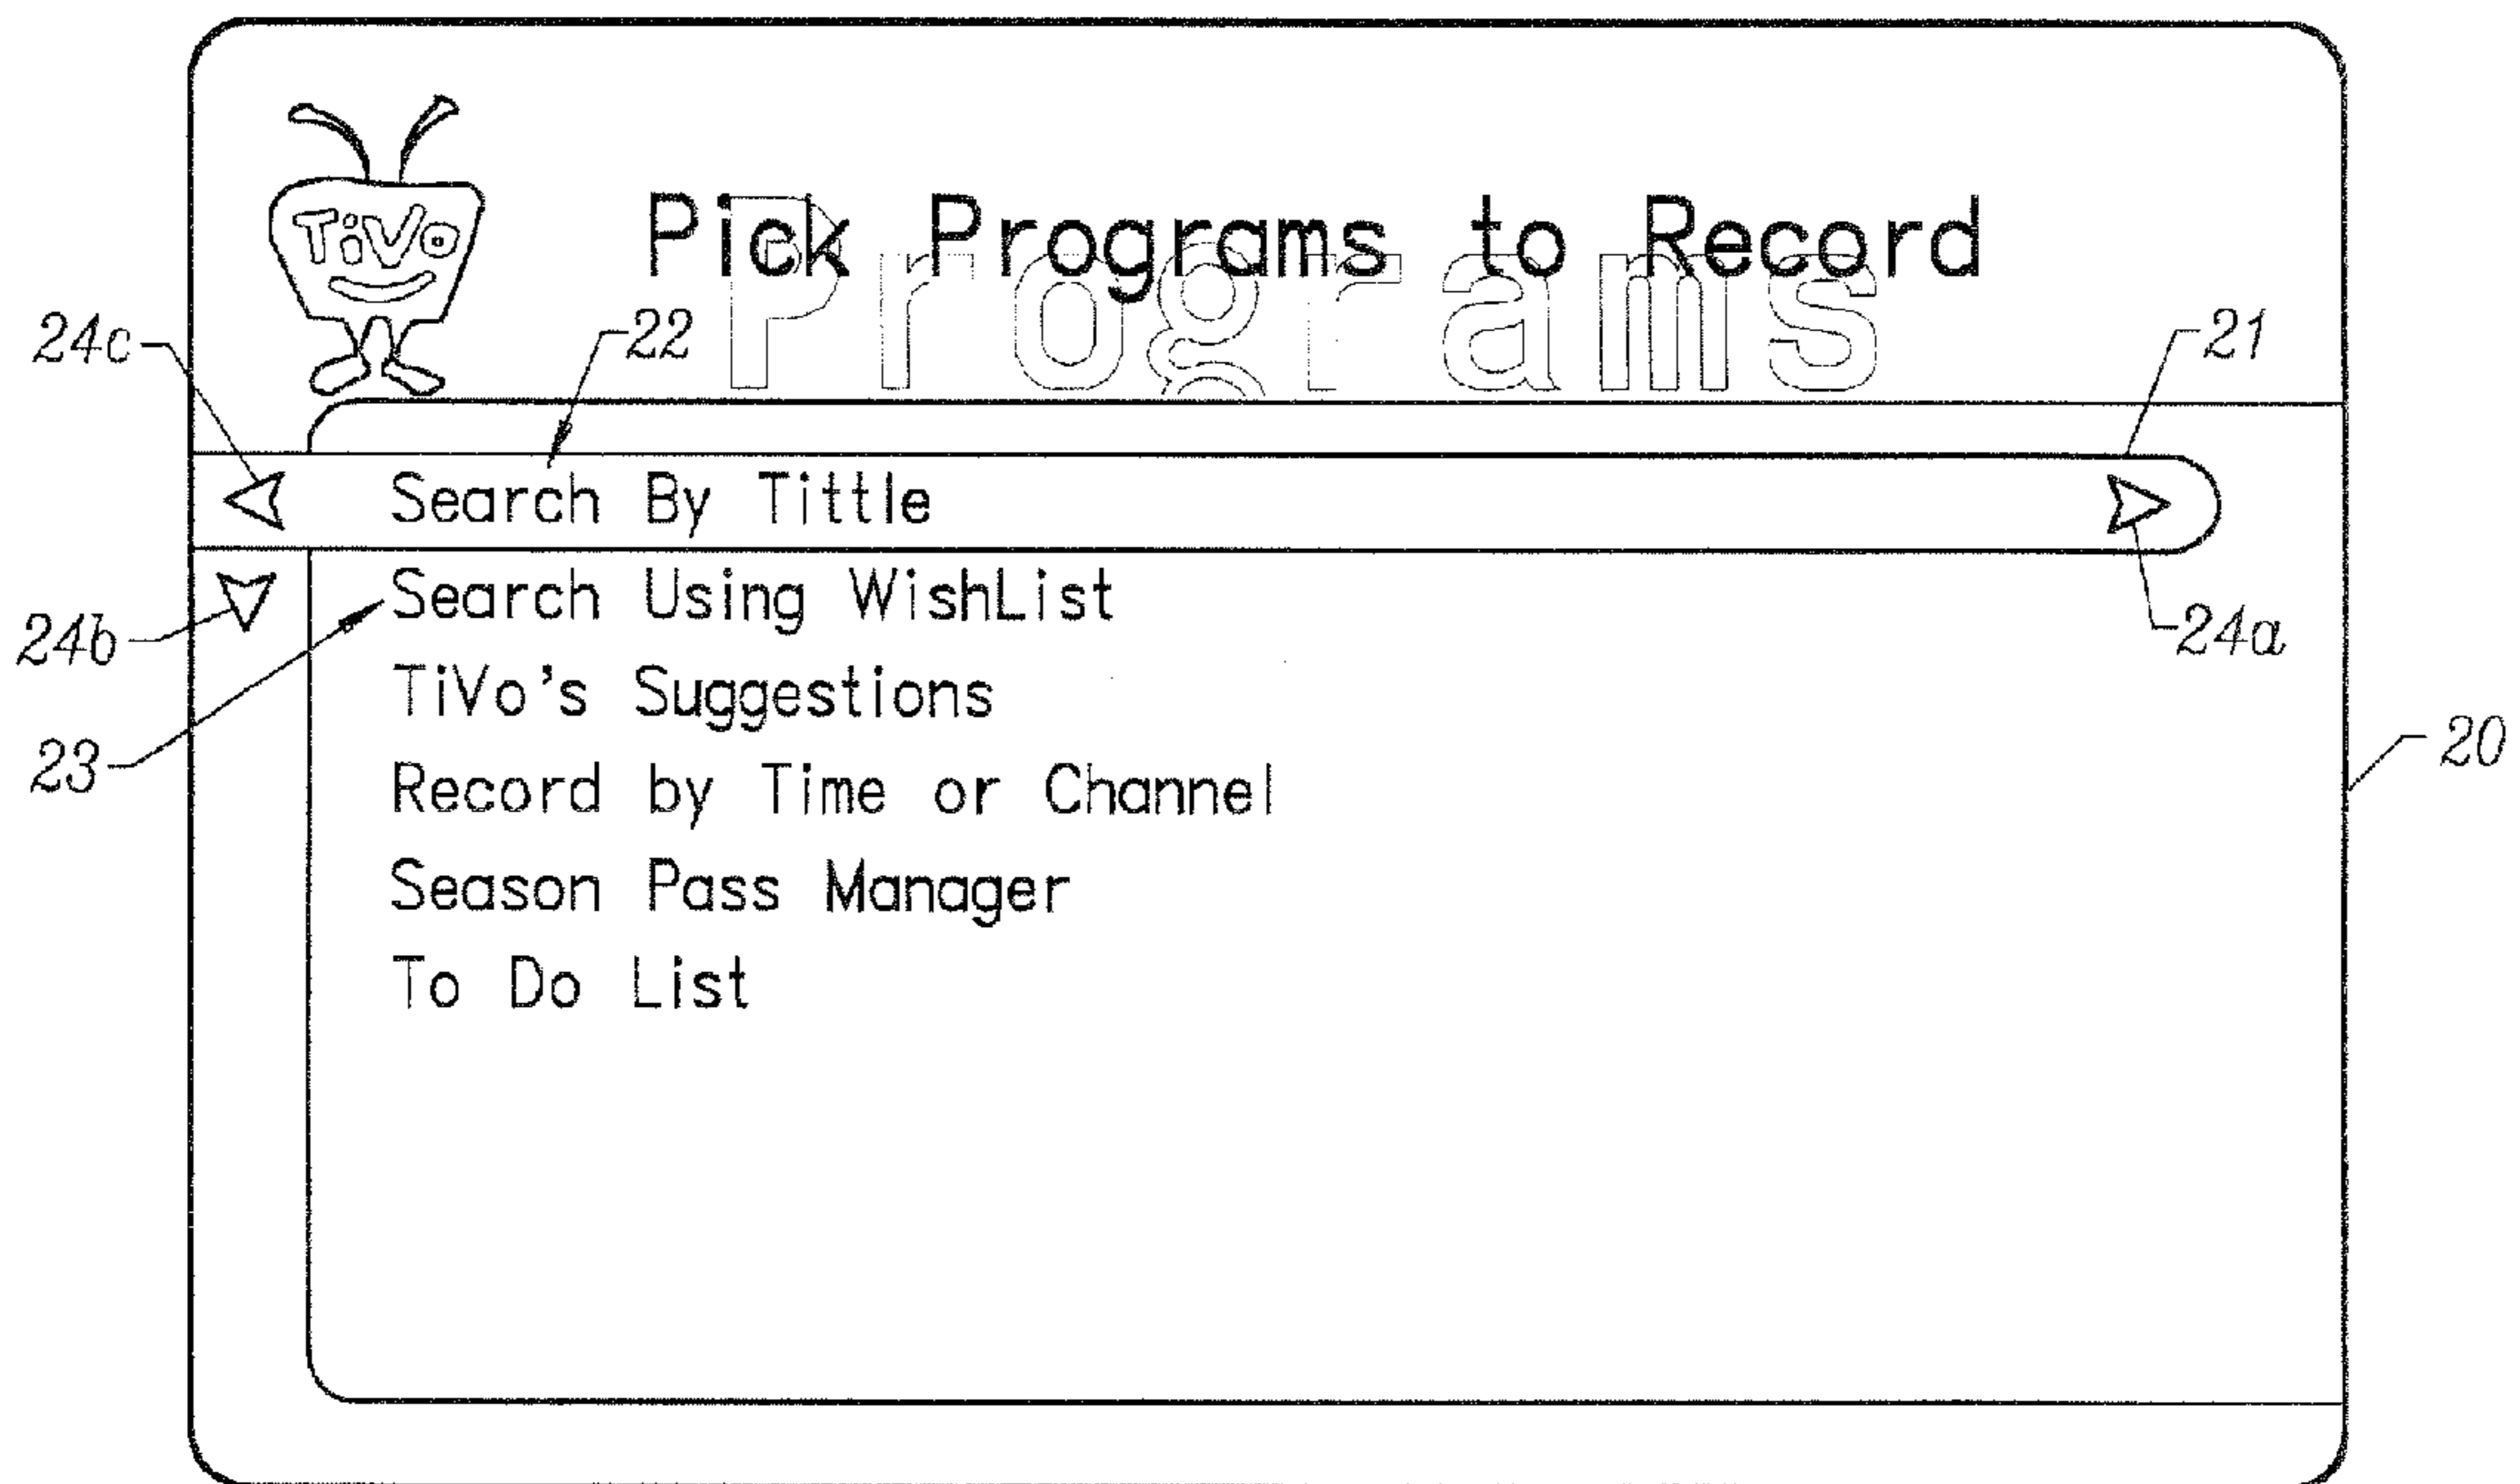 TiVo
Pick Programs to Record
Programs
24c
22
21
Search By Tittle
Search Using WishList
24b
24a
TiVo's Suggestions
23
20
Record by Time or Channel
Season Pass Manager
To Do List